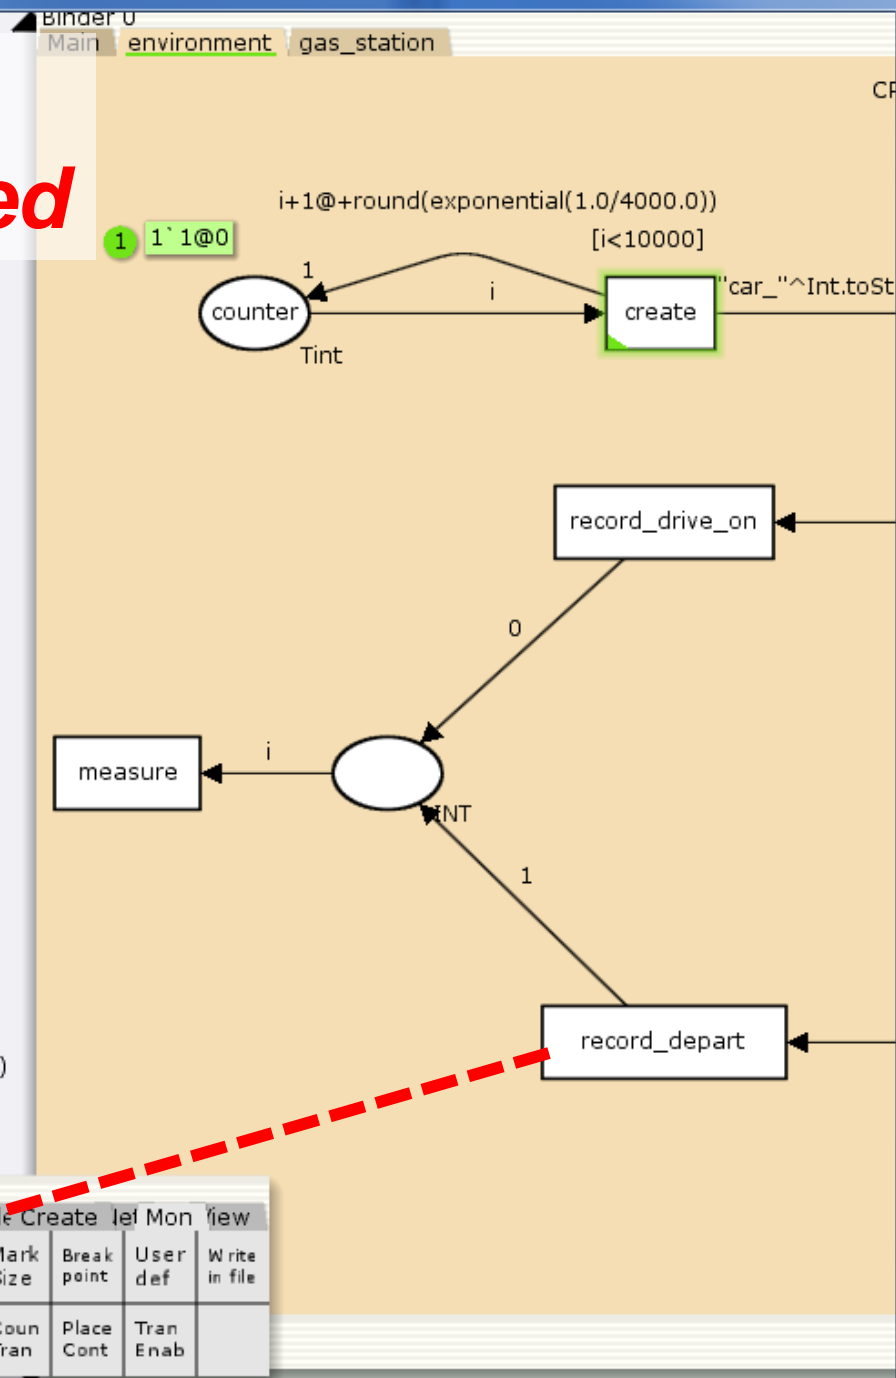 Binder 0
Main environment gas_station
ed
i+1@+round(exponential(1.0/4000.0))
1 1`1@0
[i<10000]
1
i
"car_"^Int.toSt
counter
create
Tint
record_drive_on
0
i
measure
INT
1
record_depart
)
Create Mon
Break User Write
point def in file
Place Tran
Cont Enab